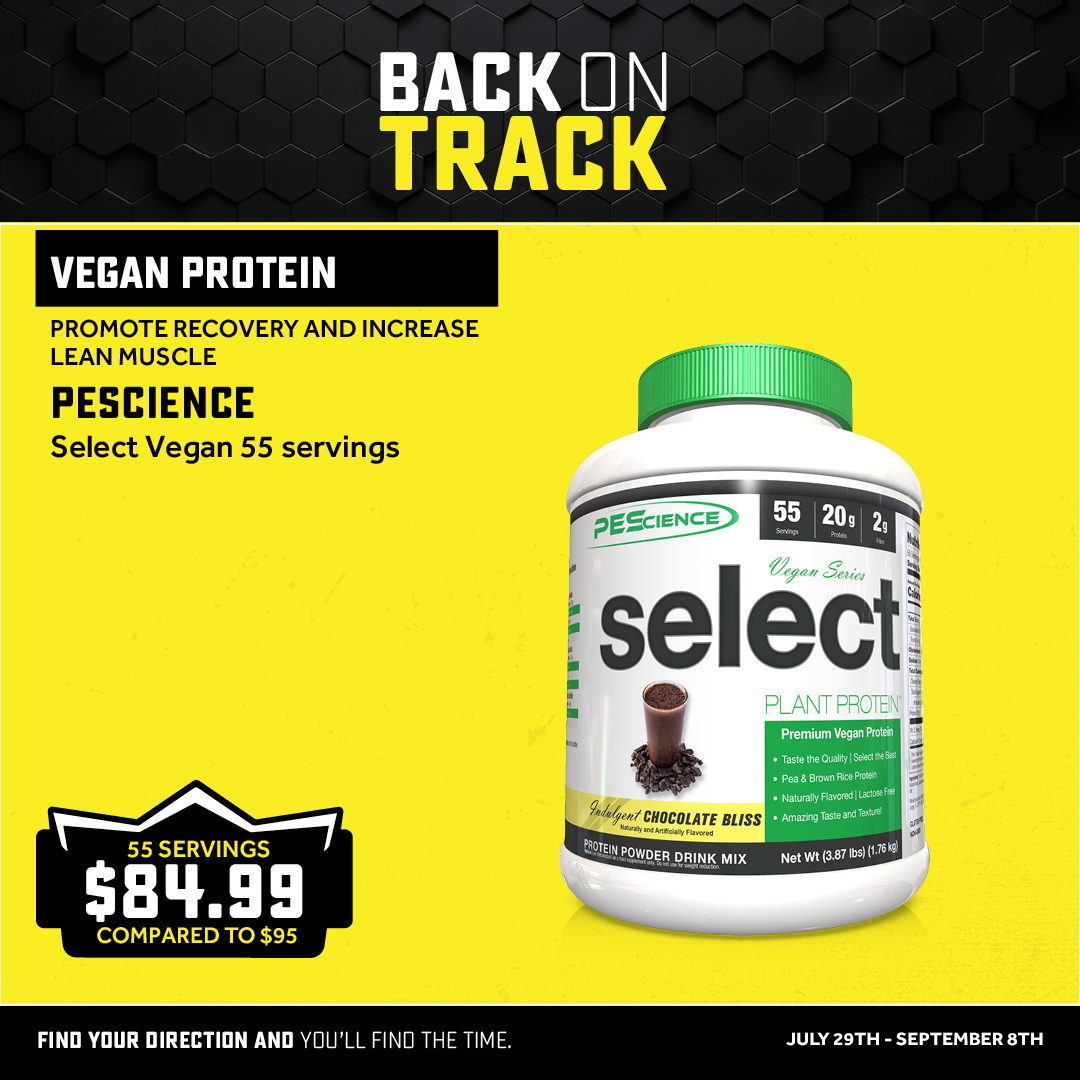 BACK ON
TRACK
VEGAN PROTEIN
PROMOTE RECOVERY AND INCREASE
LEAN MUSCLE
PESCIENCE
Select Vegan 55 servings
PEScience
55 20g 2g
Servings Protein Fiber
Vegan Series
select
PLANT PROTEIN™
Premium Vegan Protein
• Taste the Quality | Select the Best
• Pea & Brown Rice Protein
• Naturally Flavored | Lactose Free
• Amazing Taste and Texture!
Indulgent CHOCOLATE BLISS
Naturally and Artificially Flavored
PROTEIN POWDER DRINK MIX
Net Wt (3.87 lbs) (1.76 kg)
55 SERVINGS
$84.99
COMPARED TO $95
FIND YOUR DIRECTION AND YOU'LL FIND THE TIME.
JULY 29TH - SEPTEMBER 8TH